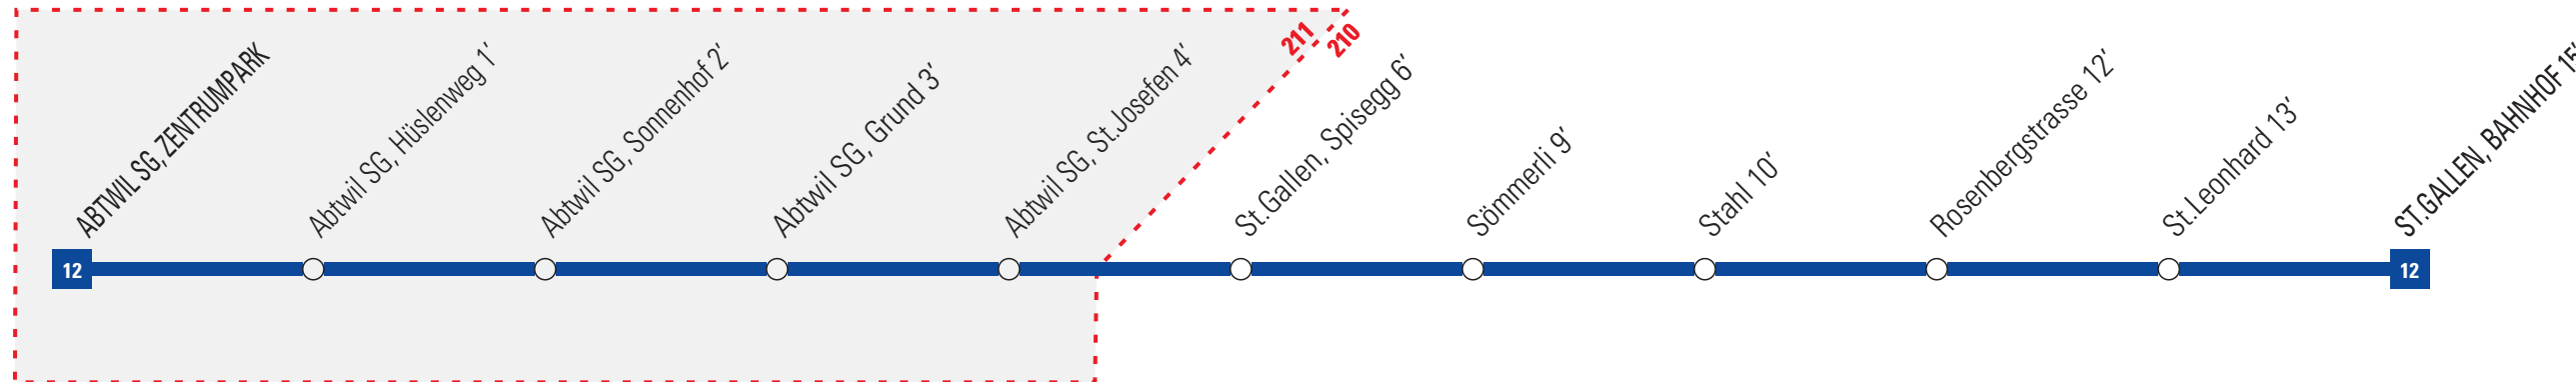 211
210
ABTWIL SG, ZENTRUMPARK
Abtwil SG, Hüslenweg 1′
Abtwil SG, Sonnenhof 2′
Abtwil SG, Grund 3′
Abtwil SG, St.Josefen 4′
St.Gallen, Spisegg 6′
Sömmerli 9′
Stahl 10′
Rosenbergstrasse 12′
St.Leonhard 13′
ST.GALLEN, BAHNHOF 15′
12
12